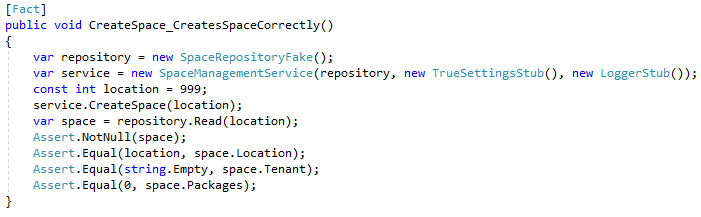 [Fact]
public void CreateSpace_CreatesSpaceCorrectly()
{
    var repository = new SpaceRepositoryFake();
    var service = new SpaceManagementService(repository, new TrueSettingsStub(), new LoggerStub());
    const int location = 999;
    service.CreateSpace(location);
    var space = repository.Read(location);
    Assert.NotNull(space);
    Assert.Equal(location, space.Location);
    Assert.Equal(string.Empty, space.Tenant);
    Assert.Equal(0, space.Packages);
}